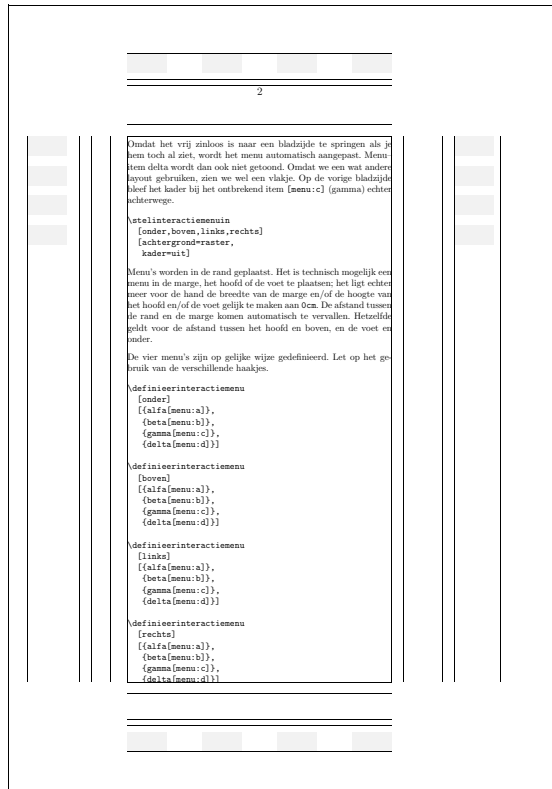 2
Omdat het vrij zinloos is naar een bladzijde te springen als je
hem toch al ziet, wordt het menu automatisch aangepast. Menu-
item delta wordt dan ook niet getoond. Omdat we een wat andere
layout gebruiken, zien we wel een vlakje. Op de vorige bladzijde
bleef het kader bij het ontbrekend item [menu:c] (gamma) echter
achterwege.
\stelinteractiemenuin
[onder,boven,links,rechts]
[achtergrond=raster,
kader=uit]
Menu's worden in de rand geplaatst. Het is technisch mogelijk een
menu in de marge, het hoofd of de voet te plaatsen; het ligt echter
meer voor de hand de breedte van de marge en/of de hoogte van
het hoofd en/of de voet gelijk te maken aan 0cm. De afstand tussen
de rand en de marge komen automatisch te vervallen. Hetzelfde
geldt voor de afstand tussen het hoofd en boven, en de voet en
onder.
De vier menu's zijn op gelijke wijze gedefinieerd. Let op het ge-
bruik van de verschillende haakjes.
\definieerinteractiemenu
[onder]
[{alfa[menu:a]},
{beta[menu:b]},
{gamma[menu:c]},
{delta[menu:d]}]
\definieerinteractiemenu
[boven]
[{alfa[menu:a]},
{beta[menu:b]},
{gamma[menu:c]},
{delta[menu:d]}]
\definieerinteractiemenu
[links]
[{alfa[menu:a]},
{beta[menu:b]},
{gamma[menu:c]},
{delta[menu:d]}]
\definieerinteractiemenu
[rechts]
[{alfa[menu:a]},
{beta[menu:b]},
{gamma[menu:c]},
{delta[menu:d]}]